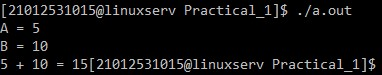 [21012531015@linuxserv Practical_1]$ ./a.out
A = 5
B = 10
5 + 10 = 15[21012531015@linuxserv Practical_1]$